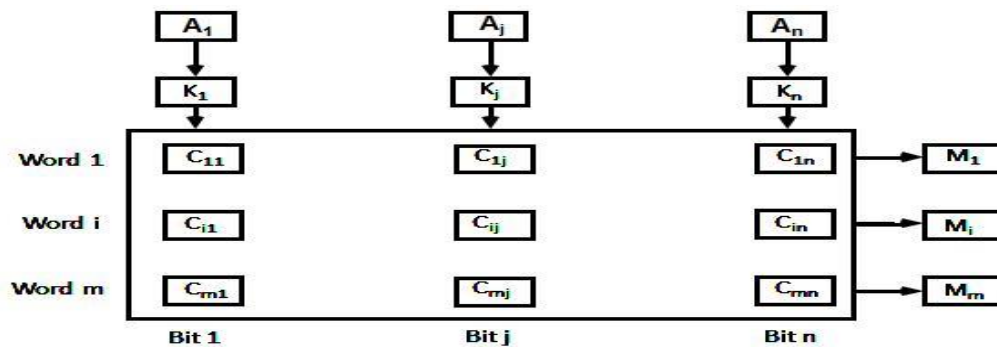 A₁ Aⱼ Aₙ
K₁ Kⱼ Kₙ
Word 1 C₁₁ C₁ⱼ C₁ₙ M₁
Word i Cᵢ₁ Cᵢⱼ Cᵢₙ Mᵢ
Word m Cₘ₁ Cₘⱼ Cₘₙ Mₘ
Bit 1 Bit j Bit n